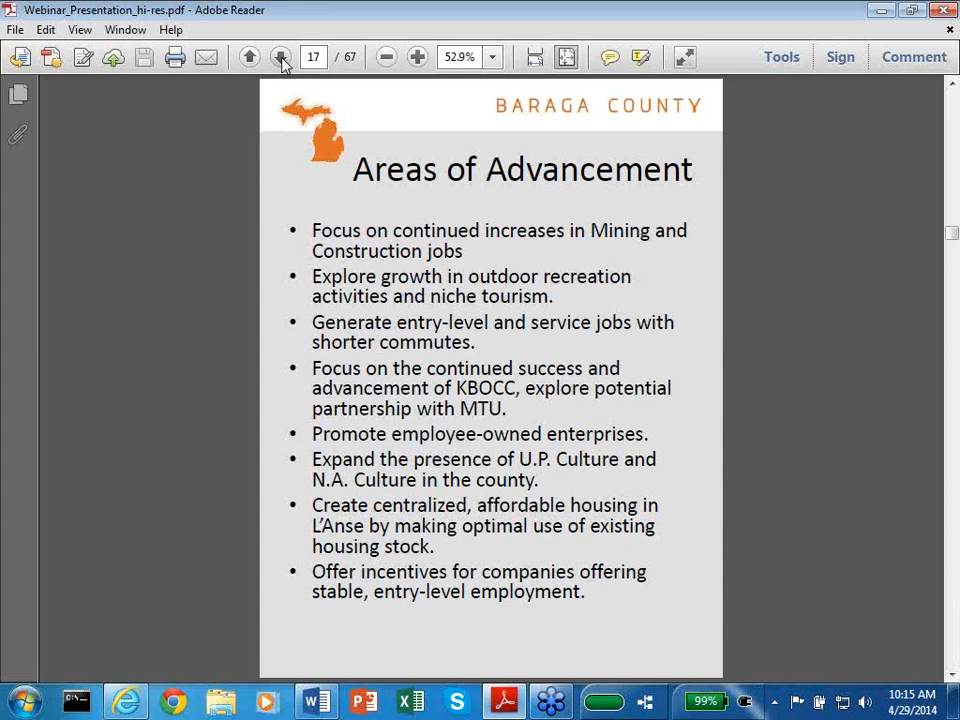 Webinar_Presentation_hi-res.pdf - Adobe Reader
File Edit View Window Help
17 / 67 52.9% Tools Sign Comment
BARAGA COUNTY
Areas of Advancement
• Focus on continued increases in Mining and
Construction jobs
• Explore growth in outdoor recreation
activities and niche tourism.
• Generate entry-level and service jobs with
shorter commutes.
• Focus on the continued success and
advancement of KBOCC, explore potential
partnership with MTU.
• Promote employee-owned enterprises.
• Expand the presence of U.P. Culture and
N.A. Culture in the county.
• Create centralized, affordable housing in
L'Anse by making optimal use of existing
housing stock.
• Offer incentives for companies offering
stable, entry-level employment.
99%
10:15 AM
4/29/2014